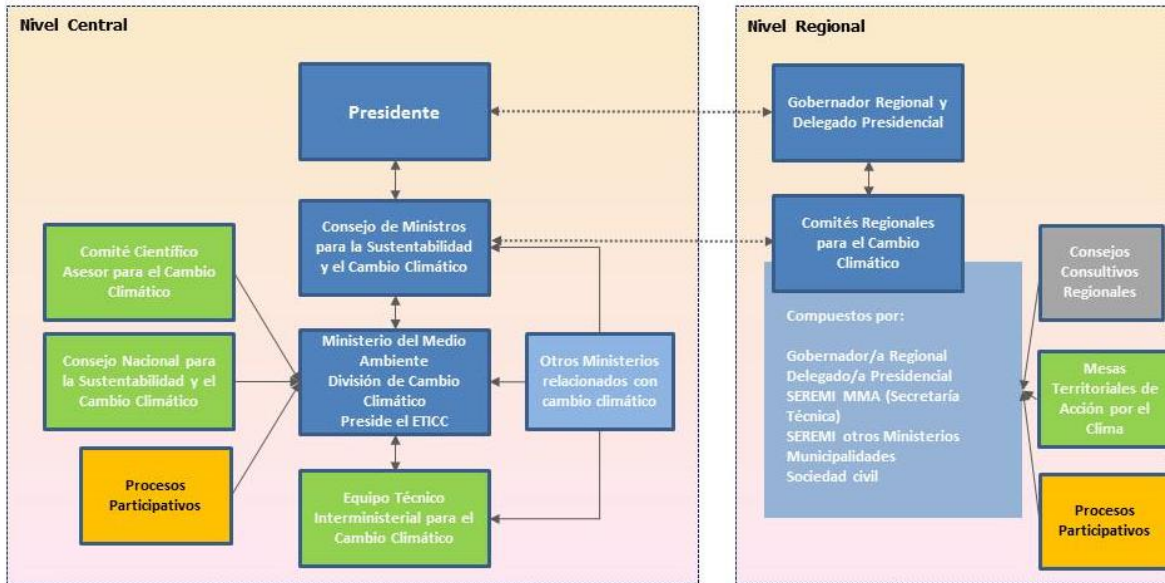 Nivel Central
Presidente
Consejo de Ministros
para la Sustentabilidad
y el Cambio Climático
Comité Científico
Asesor para el Cambio
Climático
Consejo Nacional para
la Sustentabilidad y el
Cambio Climático
Procesos
Participativos
Ministerio del Medio
Ambiente
División de Cambio
Climático
Preside el ETICC
Otros Ministerios
relacionados con
cambio climático
Equipo Técnico
Interministerial para el
Cambio Climático
Nivel Regional
Gobernador Regional y
Delegado Presidencial
Comités Regionales
para el Cambio
Climático
Compuestos por:
Gobernador/a Regional
Delegado/a Presidencial
SEREMI MMA (Secretaría
Técnica)
SEREMI otros Ministerios
Municipalidades
Sociedad civil
Consejos
Consultivos
Regionales
Mesas
Territoriales de
Acción por el
Clima
Procesos
Participativos